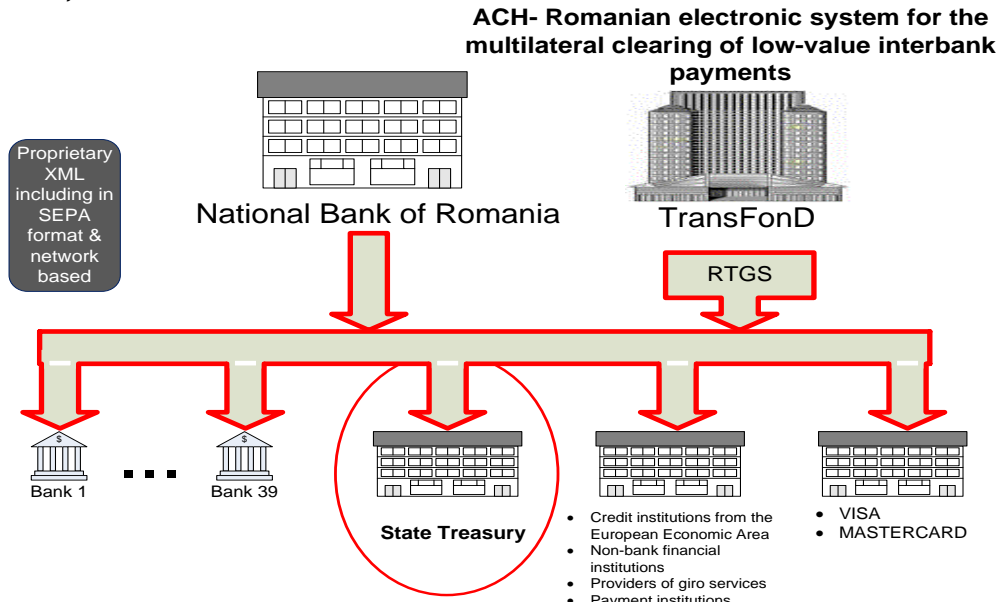 ACH- Romanian electronic system for the
multilateral clearing of low-value interbank
payments
Proprietary
XML
including in
SEPA
format &
network
based
National Bank of Romania
TransFonD
RTGS
$
$
Bank 1
Bank 39
State Treasury
• Credit institutions from the
European Economic Area
• Non-bank financial
institutions
• Providers of giro services
• Payment institutions
• VISA
• MASTERCARD